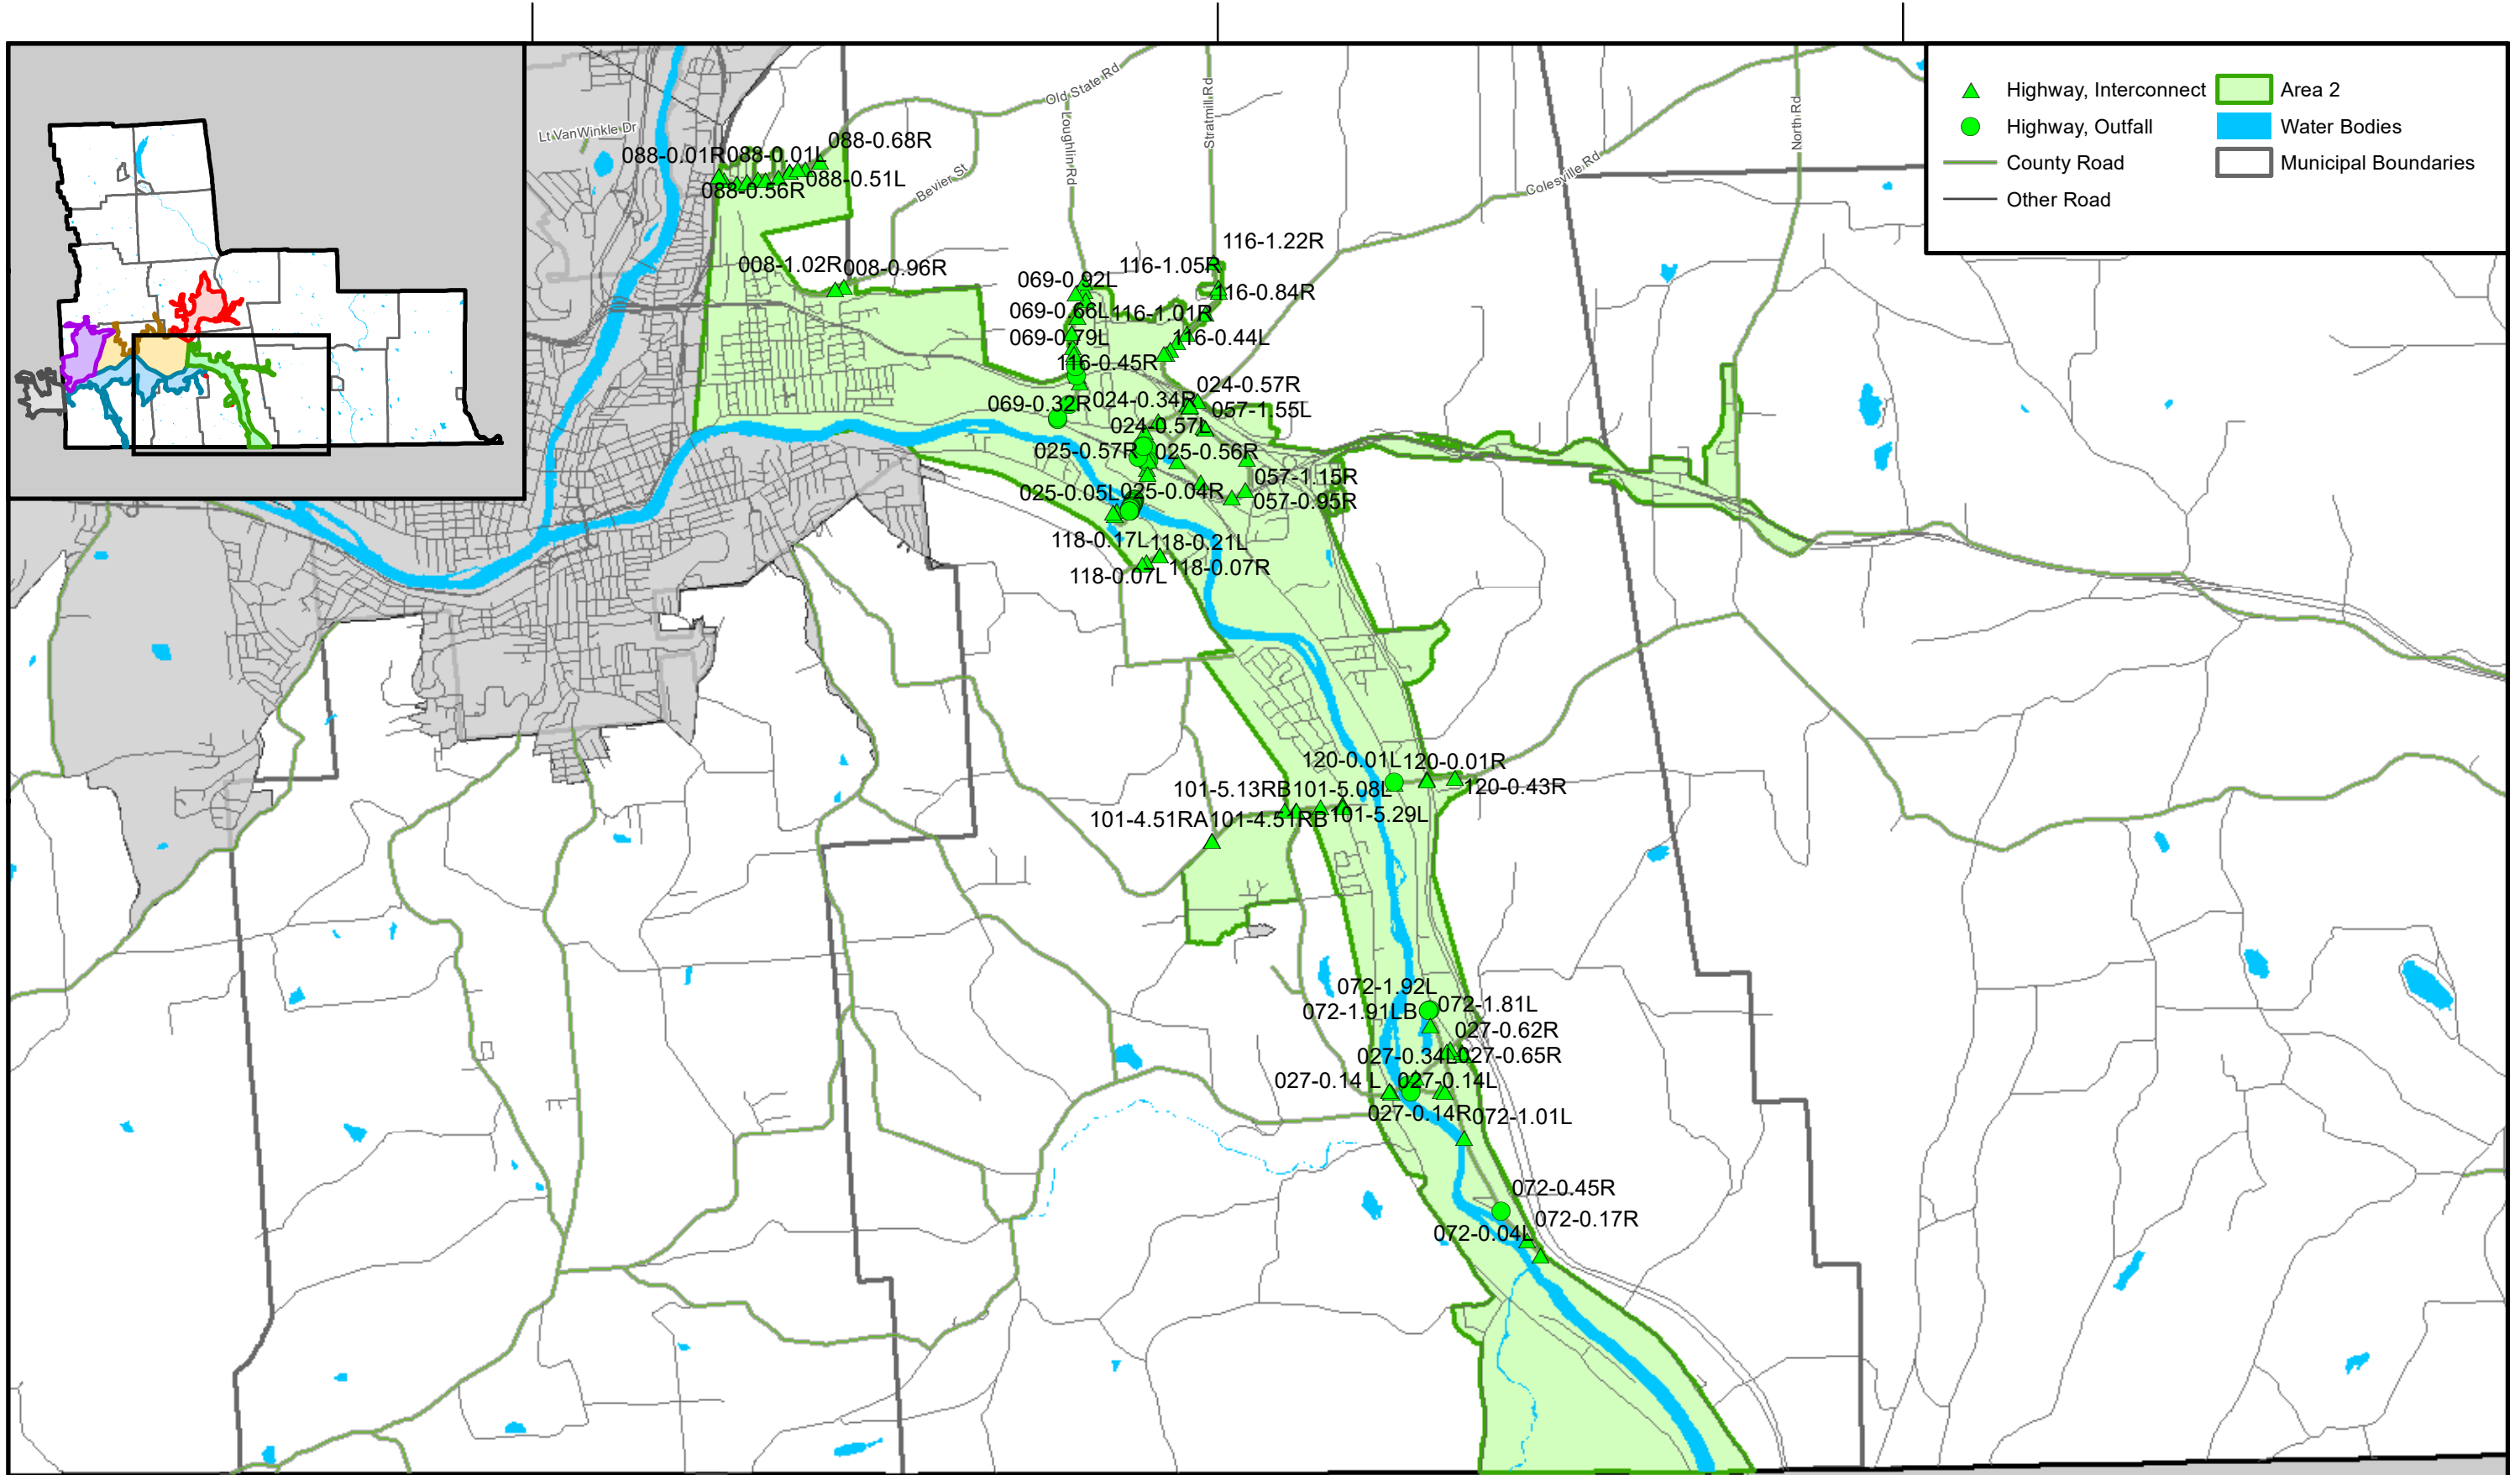 Highway, Interconnect
Area 2
Highway, Outfall
Water Bodies
County Road
Municipal Boundaries
Other Road
Old State Rd
Stratmill Rd
North Rd
Lt VanWinkle Dr
Loughlin Rd
088-0.68R
088-0.01R
088-0.01L
Colesville Rd
088-0.51L
088-0.56R
Bevier St
116-1.22R
008-1.02R
008-0.96R
116-1.05R
069-0.92L
116-0.84R
069-0.66L
116-1.01R
069-0.79L
116-0.44L
116-0.45R
024-0.57R
069-0.32R
024-0.34R
057-1.55L
024-0.57L
025-0.57R
025-0.56R
057-1.15R
025-0.05L
025-0.04R
057-0.95R
118-0.17L
118-0.21L
118-0.07L
118-0.07R
120-0.01L
120-0.01R
101-5.13RB
101-5.08L
120-0.43R
101-4.51RA
101-4.51RB
101-5.29L
072-1.92L
072-1.81L
072-1.91LB
027-0.62R
027-0.34L
027-0.65R
027-0.14 L
027-0.14L
027-0.14R
072-1.01L
072-0.45R
072-0.17R
072-0.04L